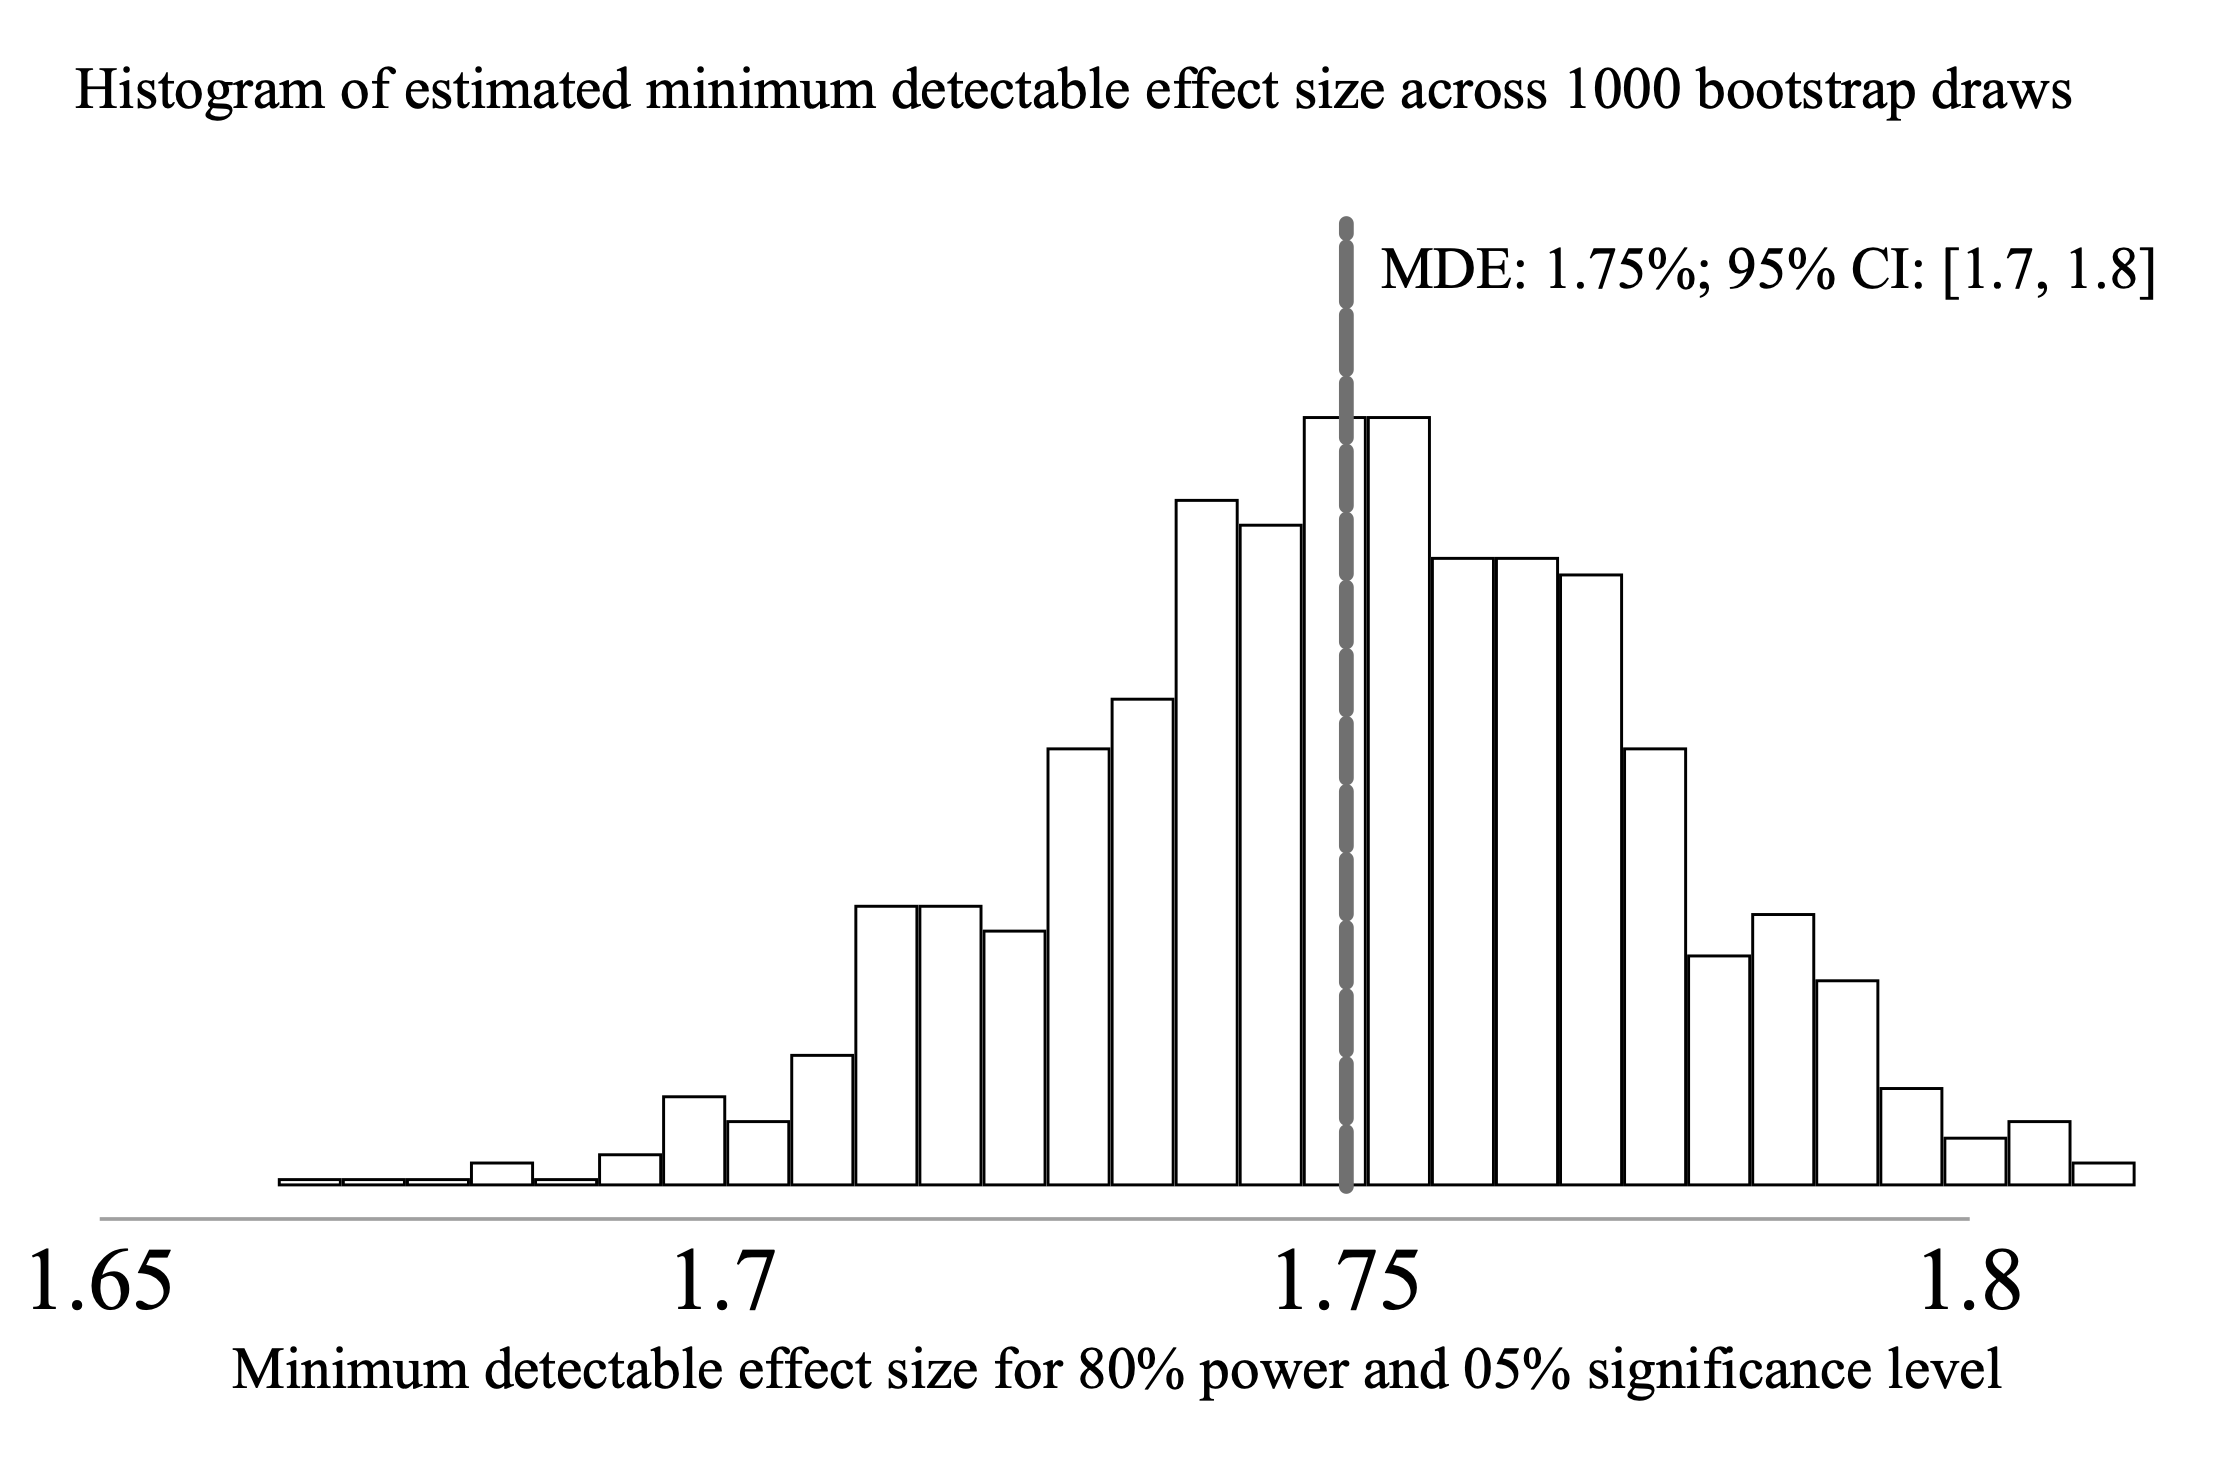 Histogram of estimated minimum detectable effect size across 1000 bootstrap draws
MDE: 1.75%; 95% CI: [1.7, 1.8]
1.65 1.7 1.75 1.8
Minimum detectable effect size for 80% power and 05% significance level